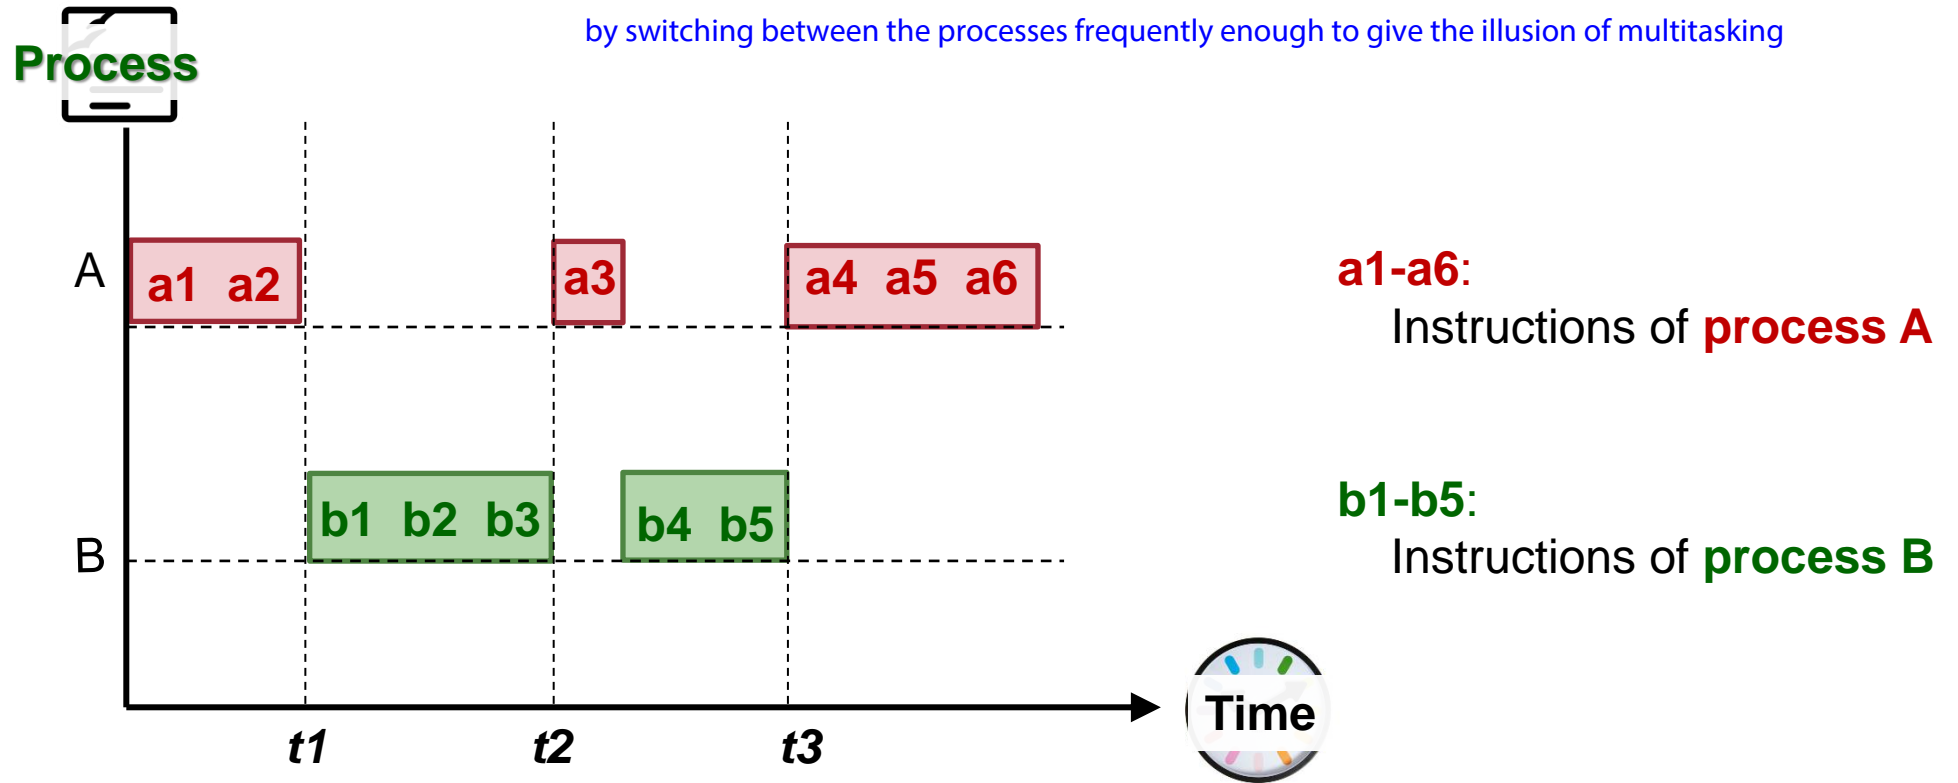 by switching between the processes frequently enough to give the illusion of multitasking
Process
A
a1 a2
a3
a4 a5 a6
a1-a6:
Instructions of process A
B
b1 b2 b3
b4 b5
b1-b5:
Instructions of process B
t1
t2
t3
Time